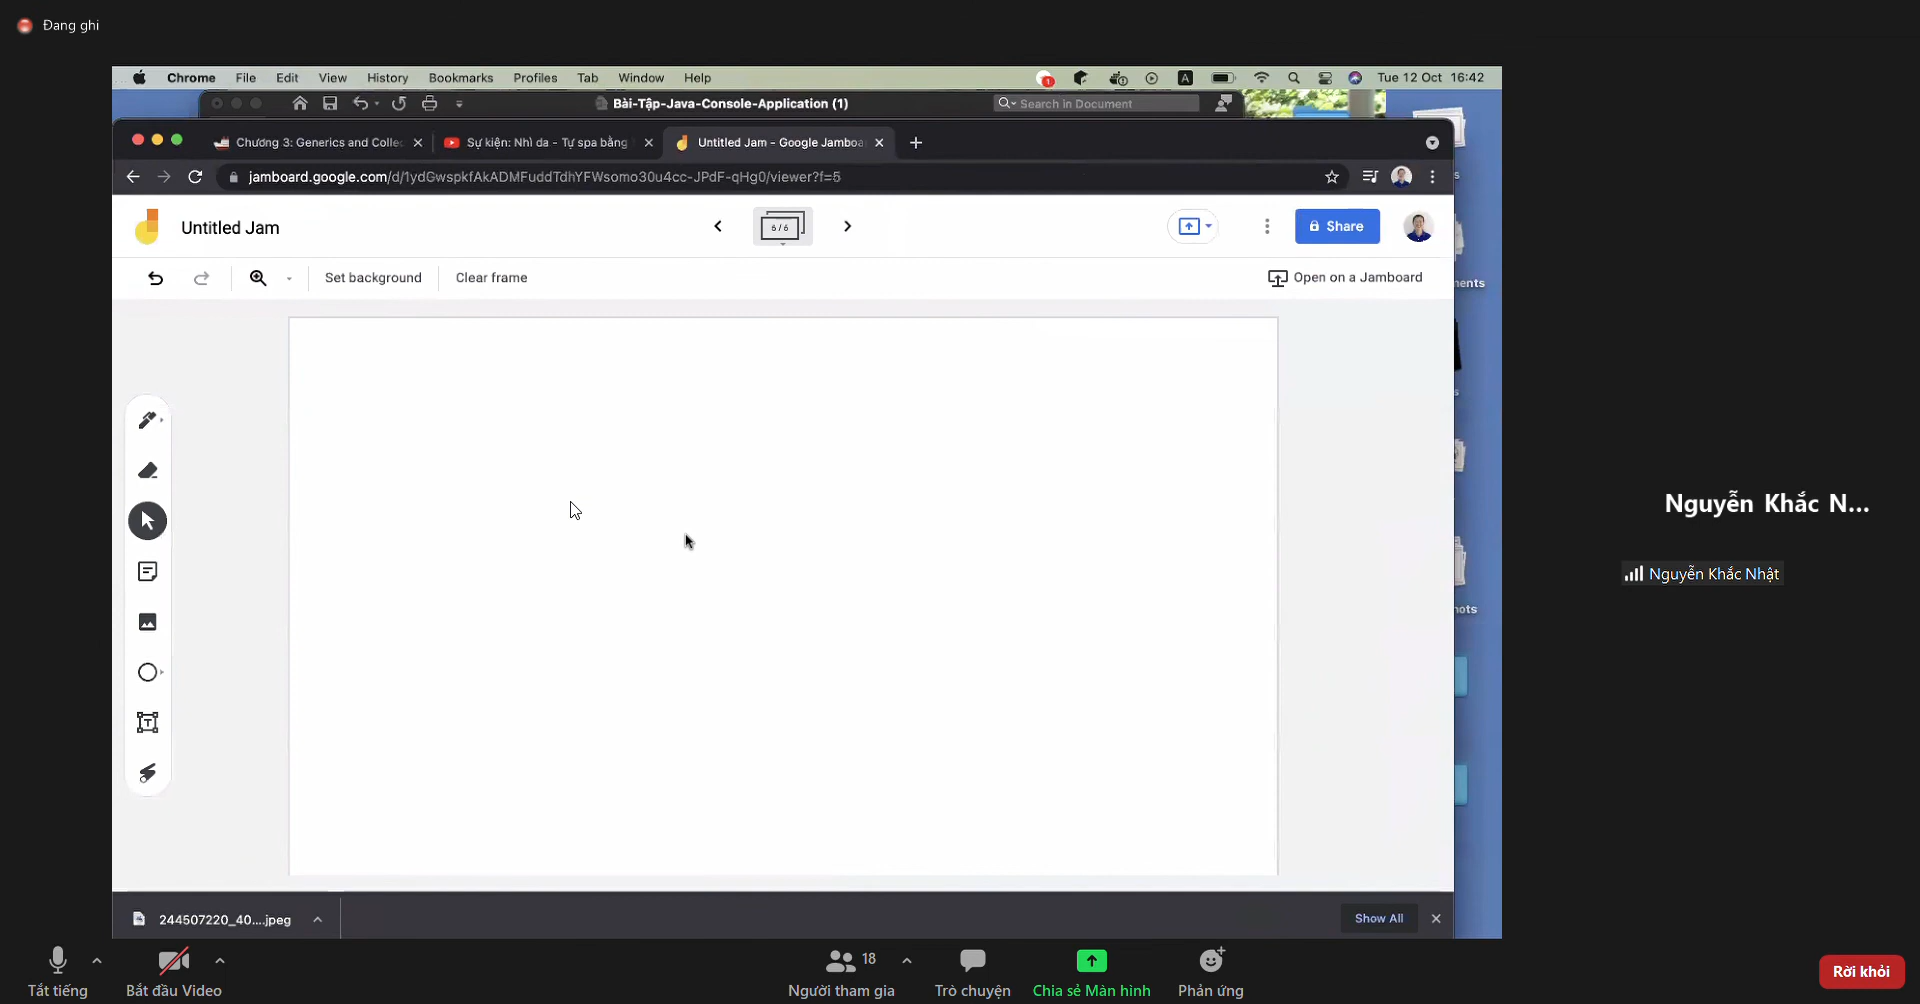 Đang ghi
Chrome File Edit View History Bookmarks Profiles Tab Window Help
1
A
Tue 12 Oct 16:42
Bài-Tập-Java-Console-Application (1)
Search in Document
Chương 3: Generics and Collec
Sự kiện: Nhì da - Tự spa bằng
Untitled Jam - Google Jamboa
jamboard.google.com/d/1ydGwspkfAkADMFuddTdhYFWsomo30u4cc-JPdF-qHg0/viewer?f=5
Untitled Jam
6 / 6
Share
Set background
Clear frame
Open on a Jamboard
ments
Nguyễn Khắc N...
Nguyễn Khắc Nhật
hots
244507220_40....jpeg
Show All
18
Tắt tiếng
Bắt đầu Video
Người tham gia
Trò chuyện
Chia sẻ Màn hình
Phản ứng
Rời khỏi